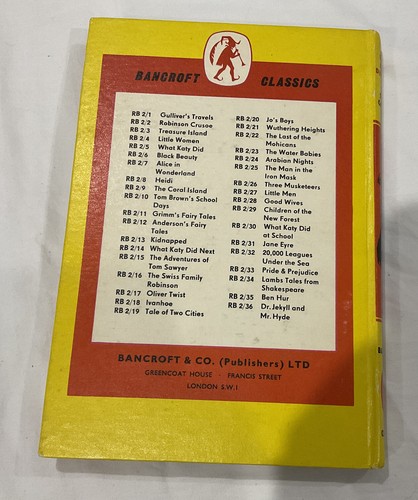 BANCROFT CLASSICS
RB 2/1 Gulliver's Travels
RB 2/2 Robinson Crusoe
RB 2/3 Treasure Island
RB 2/4 Little Women
RB 2/5 What Katy Did
RB 2/6 Black Beauty
RB 2/7 Alice in
Wonderland
RB 2/8 Heidi
RB 2/9 The Coral Island
RB 2/10 Tom Brown's School
Days
RB 2/11 Grimm's Fairy Tales
RB 2/12 Anderson's Fairy
Tales
RB 2/13 Kidnapped
RB 2/14 What Katy Did Next
RB 2/15 The Adventures of
Tom Sawyer
RB 2/16 The Swiss Family
Robinson
RB 2/17 Oliver Twist
RB 2/18 Ivanhoe
RB 2/19 Tale of Two Cities
RB 2/20 Jo's Boys
RB 2/21 Wuthering Heights
RB 2/22 The Last of the
Mohicans
RB 2/23 The Water Babies
RB 2/24 Arabian Nights
RB 2/25 The Man in the
Iron Mask
RB 2/26 Three Musketeers
RB 2/27 Little Men
RB 2/28 Good Wives
RB 2/29 Children of the
New Forest
RB 2/30 What Katy Did
at School
RB 2/31 Jane Eyre
RB 2/32 20,000 Leagues
Under the Sea
RB 2/33 Pride & Prejudice
RB 2/34 Lambs Tales from
Shakespeare
RB 2/35 Ben Hur
RB 2/36 Dr. Jekyll and
Mr. Hyde
BANCROFT & CO. (Publishers) LTD
GREENCOAT HOUSE · FRANCIS STREET
LONDON S.W.1